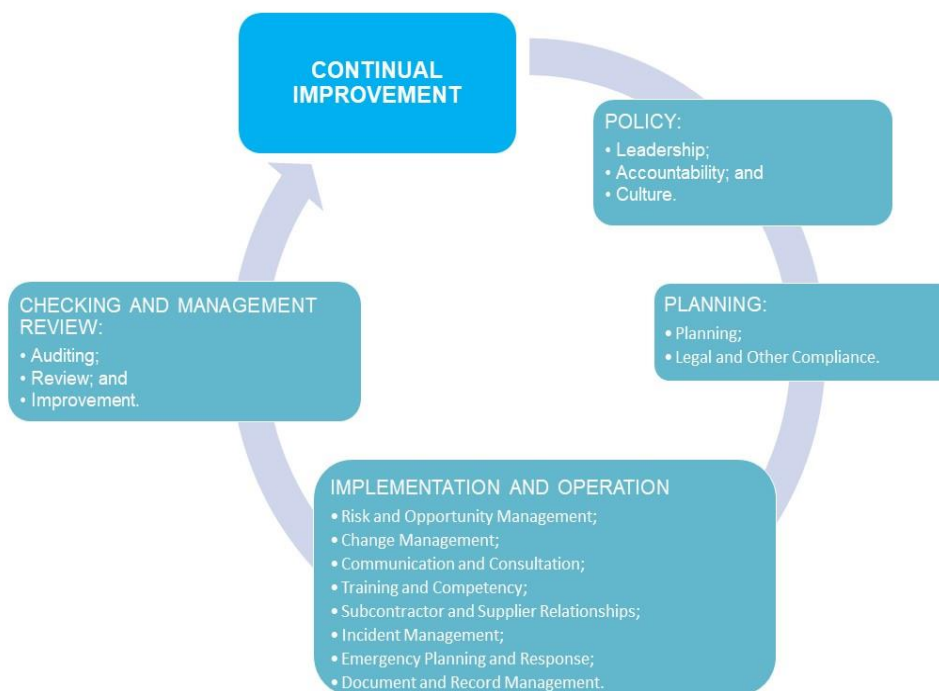 CONTINUAL
IMPROVEMENT
POLICY:
• Leadership;
• Accountability; and
• Culture.
PLANNING:
• Planning;
• Legal and Other Compliance.
IMPLEMENTATION AND OPERATION
• Risk and Opportunity Management;
• Change Management;
• Communication and Consultation;
• Training and Competency;
• Subcontractor and Supplier Relationships;
• Incident Management;
• Emergency Planning and Response;
• Document and Record Management.
CHECKING AND MANAGEMENT
REVIEW:
• Auditing;
• Review; and
• Improvement.